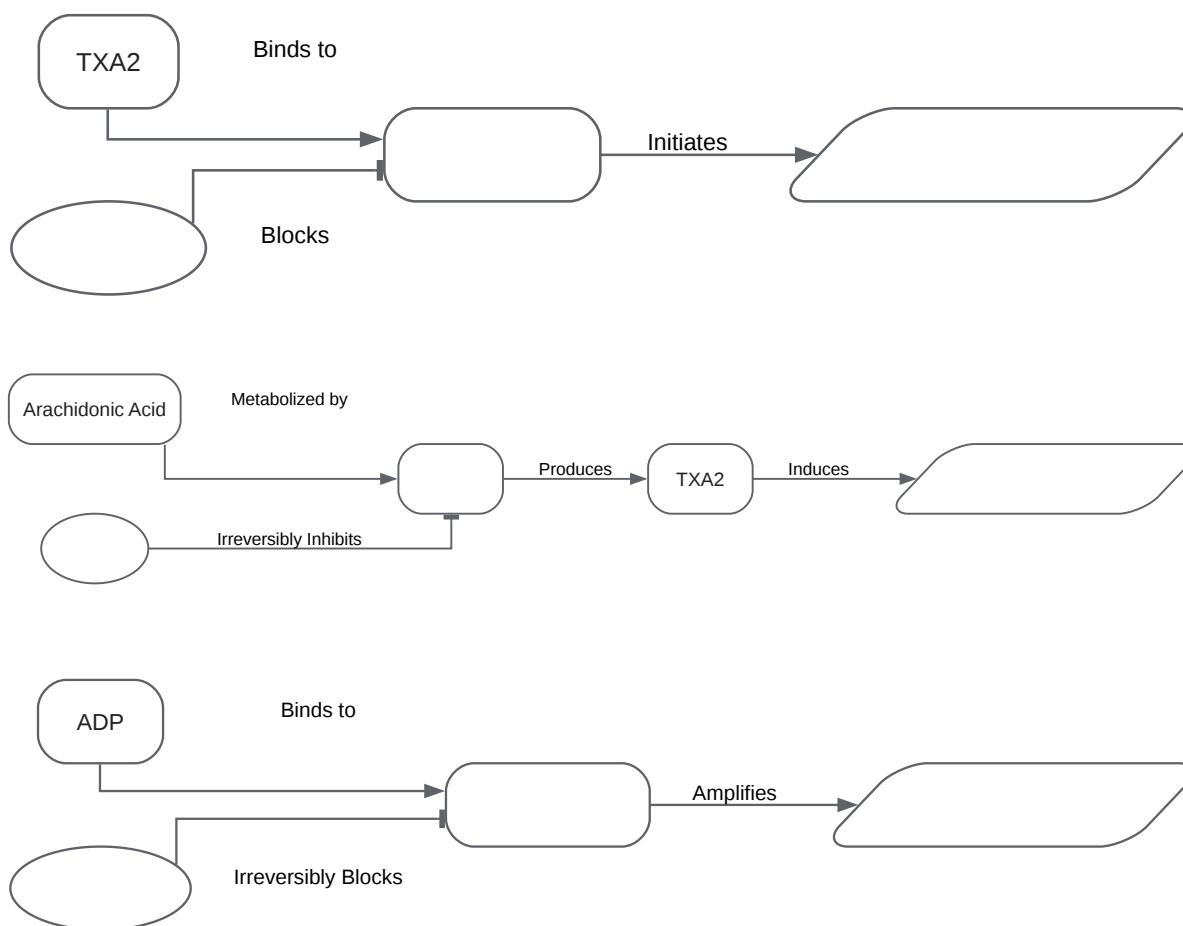 TXA2
Binds to
Initiates
Blocks
Arachidonic Acid
Metabolized by
Produces
TXA2
Induces
Irreversibly Inhibits
ADP
Binds to
Amplifies
Irreversibly Blocks